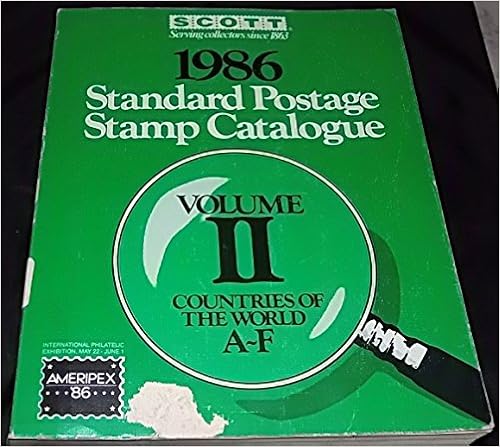 SCOTT
Serving collectors since 1863
1986
Standard Postage
Stamp Catalogue
VOLUME
II
COUNTRIES OF
THE WORLD
A~F
INTERNATIONAL PHILATELIC
EXHIBITION, MAY 22 - JUNE 1
AMERIPEX
'86